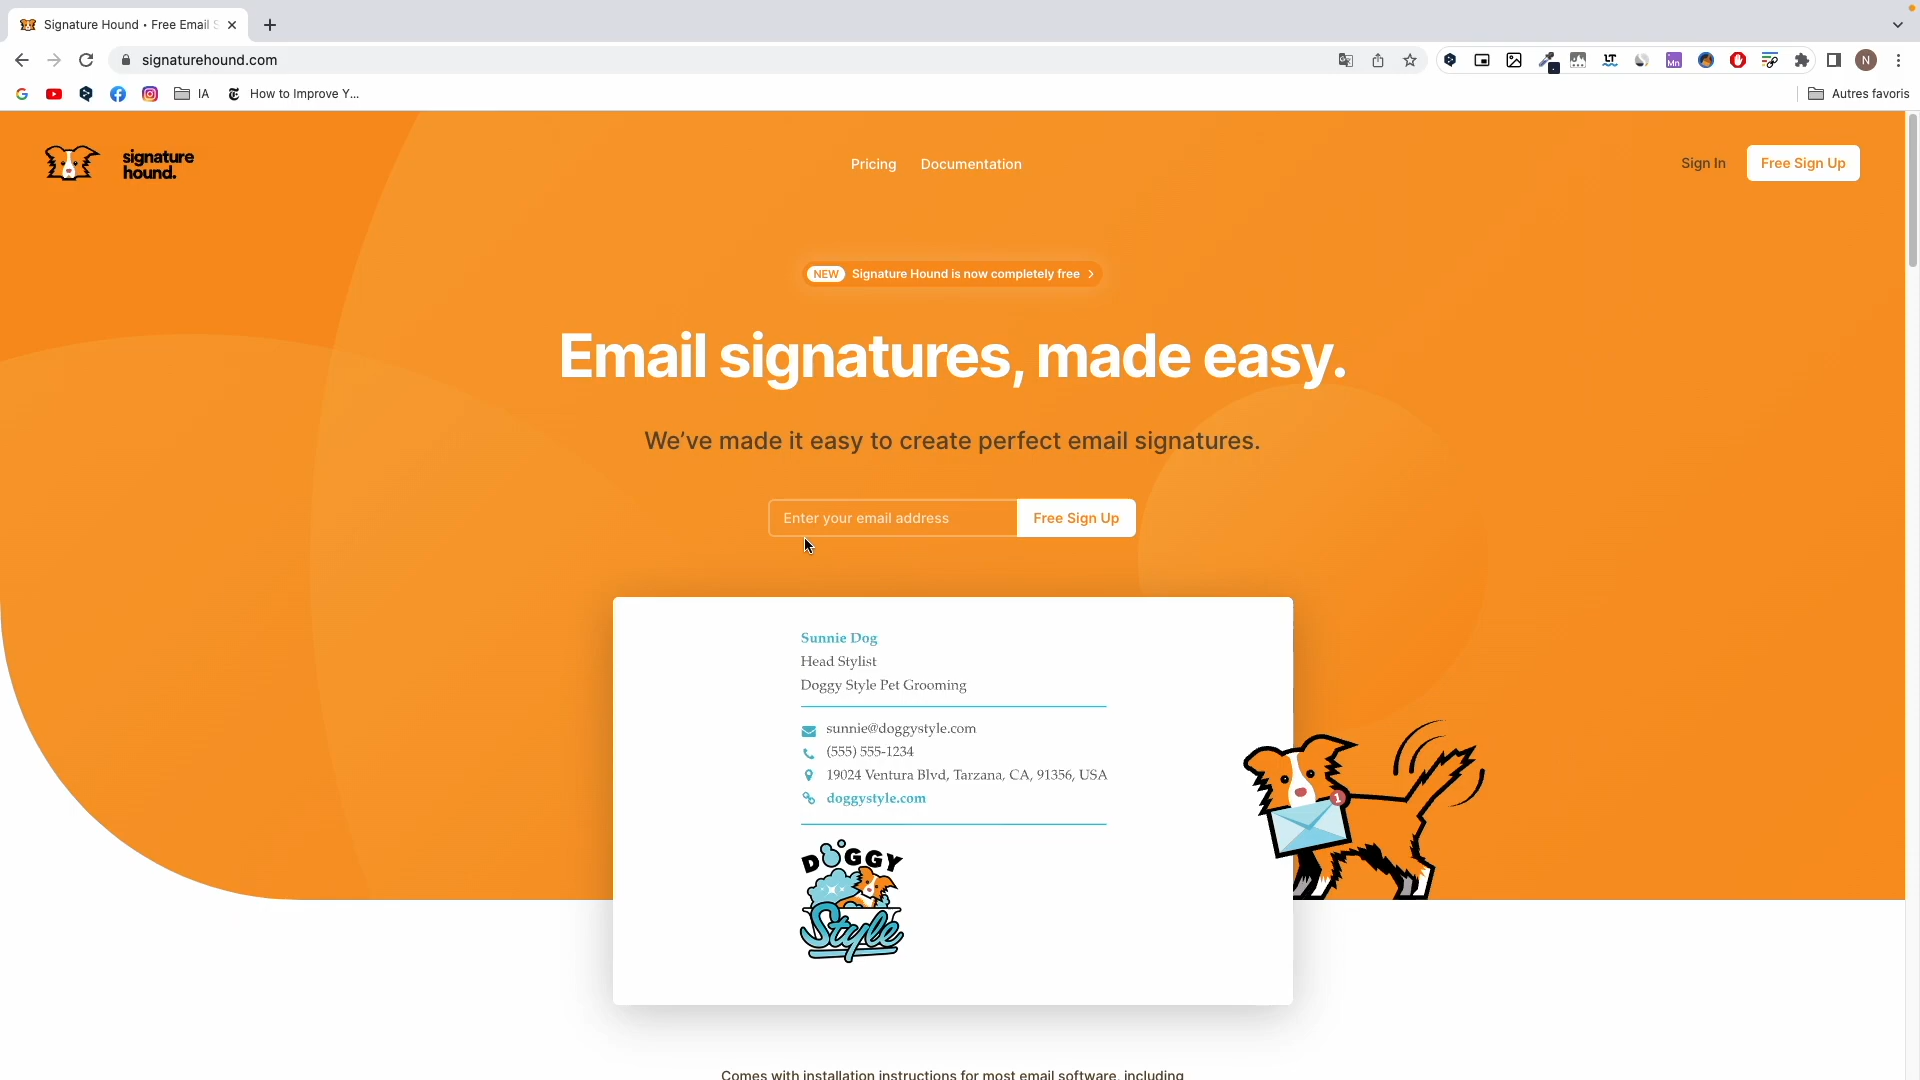 Signature Hound • Free Email S
signaturehound.com
IA
How to Improve Y...
Autres favoris
signature
hound.
Pricing
Documentation
Sign In
Free Sign Up
NEW Signature Hound is now completely free
Email signatures, made easy.
We’ve made it easy to create perfect email signatures.
Enter your email address
Free Sign Up
Sunnie Dog
Head Stylist
Doggy Style Pet Grooming
sunnie@doggystyle.com
(555) 555-1234
19024 Ventura Blvd, Tarzana, CA, 91356, USA
doggystyle.com
1
DOGGY
Style
Comes with installation instructions for most email software, including
N
LT
Mn